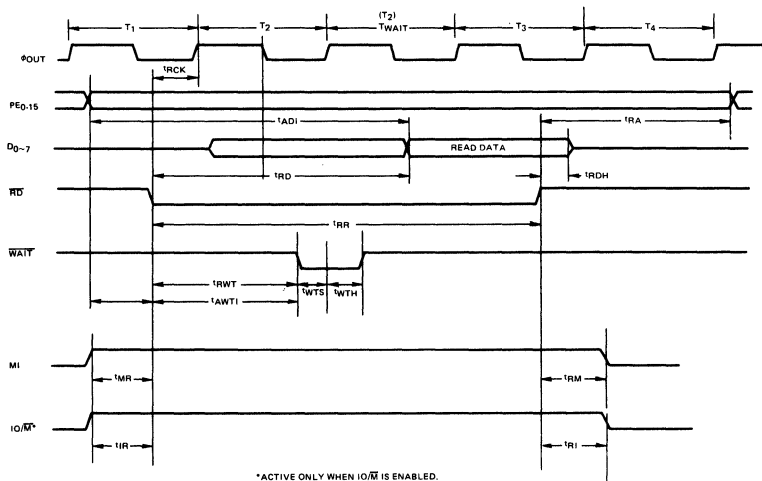 T1 T2 (T2) TWAIT T3 T4
φOUT
tRCK
PE0-15
tADI tRA
D0~7 READ DATA
tRD tRDH
RD
tRR
WAIT
tRWT tWTS tWTH
tAWTI
MI
tMR tRM
IO/M*
tIR tRI
*ACTIVE ONLY WHEN IO/M IS ENABLED.